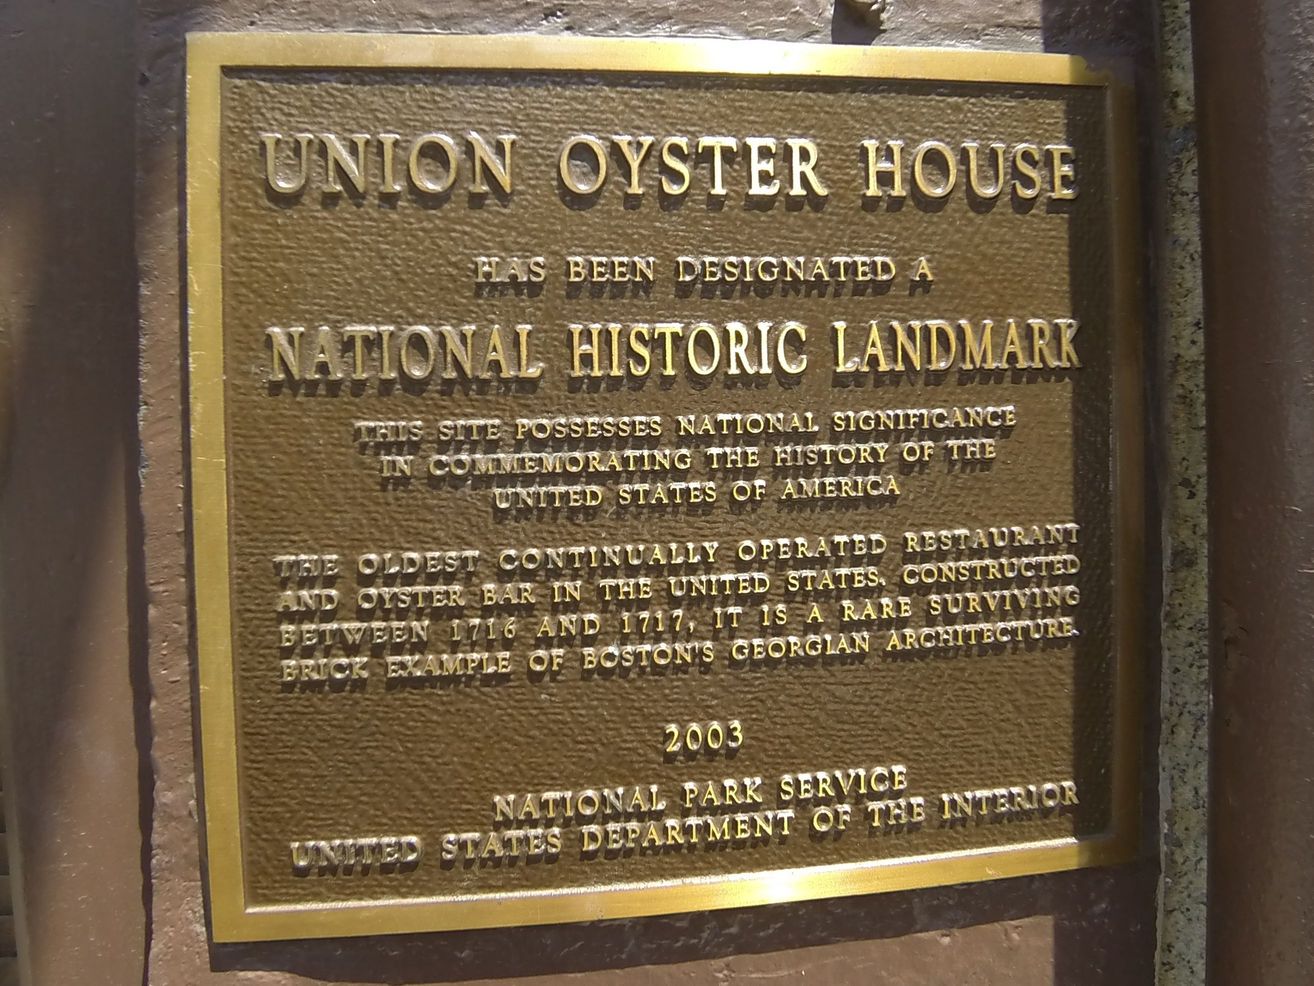 UNION OYSTER HOUSE
HAS BEEN DESIGNATED A
NATIONAL HISTORIC LANDMARK
THIS SITE POSSESSES NATIONAL SIGNIFICANCE
IN COMMEMORATING THE HISTORY OF THE
UNITED STATES OF AMERICA
THE OLDEST CONTINUALLY OPERATED RESTAURANT
AND OYSTER BAR IN THE UNITED STATES. CONSTRUCTED
BETWEEN 1716 AND 1717, IT IS A RARE SURVIVING
BRICK EXAMPLE OF BOSTON'S GEORGIAN ARCHITECTURE.
2003
NATIONAL PARK SERVICE
UNITED STATES DEPARTMENT OF THE INTERIOR